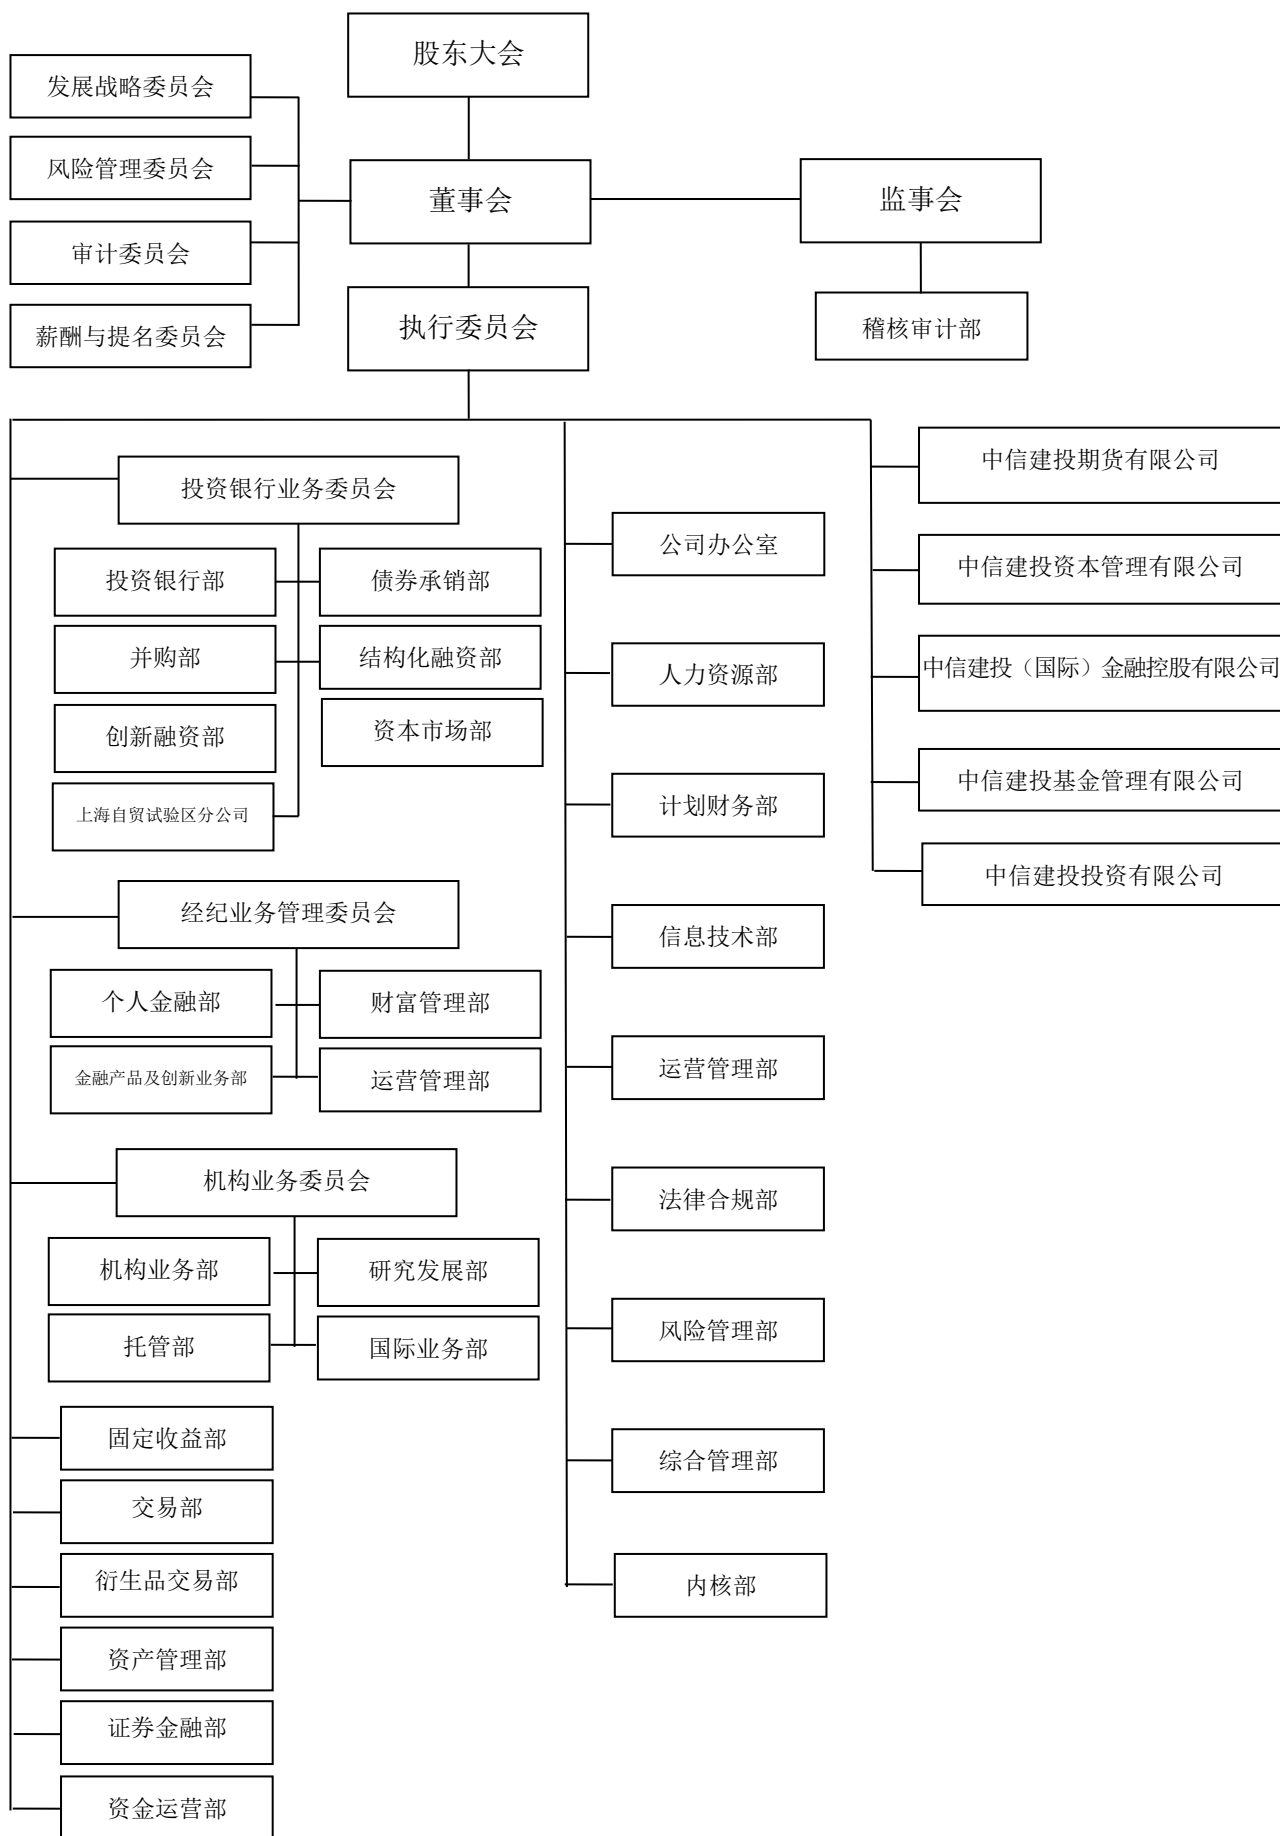 股东大会
发展战略委员会
风险管理委员会
审计委员会
薪酬与提名委员会
董事会
监事会
执行委员会
稽核审计部
投资银行业务委员会
投资银行部
债券承销部
并购部
结构化融资部
创新融资部
资本市场部
上海自贸试验区分公司
经纪业务管理委员会
个人金融部
财富管理部
金融产品及创新业务部
运营管理部
机构业务委员会
机构业务部
研究发展部
托管部
国际业务部
固定收益部
交易部
衍生品交易部
资产管理部
证券金融部
资金运营部
公司办公室
人力资源部
计划财务部
信息技术部
运营管理部
法律合规部
风险管理部
综合管理部
内核部
中信建投期货有限公司
中信建投资本管理有限公司
中信建投（国际）金融控股有限公司
中信建投基金管理有限公司
中信建投投资有限公司